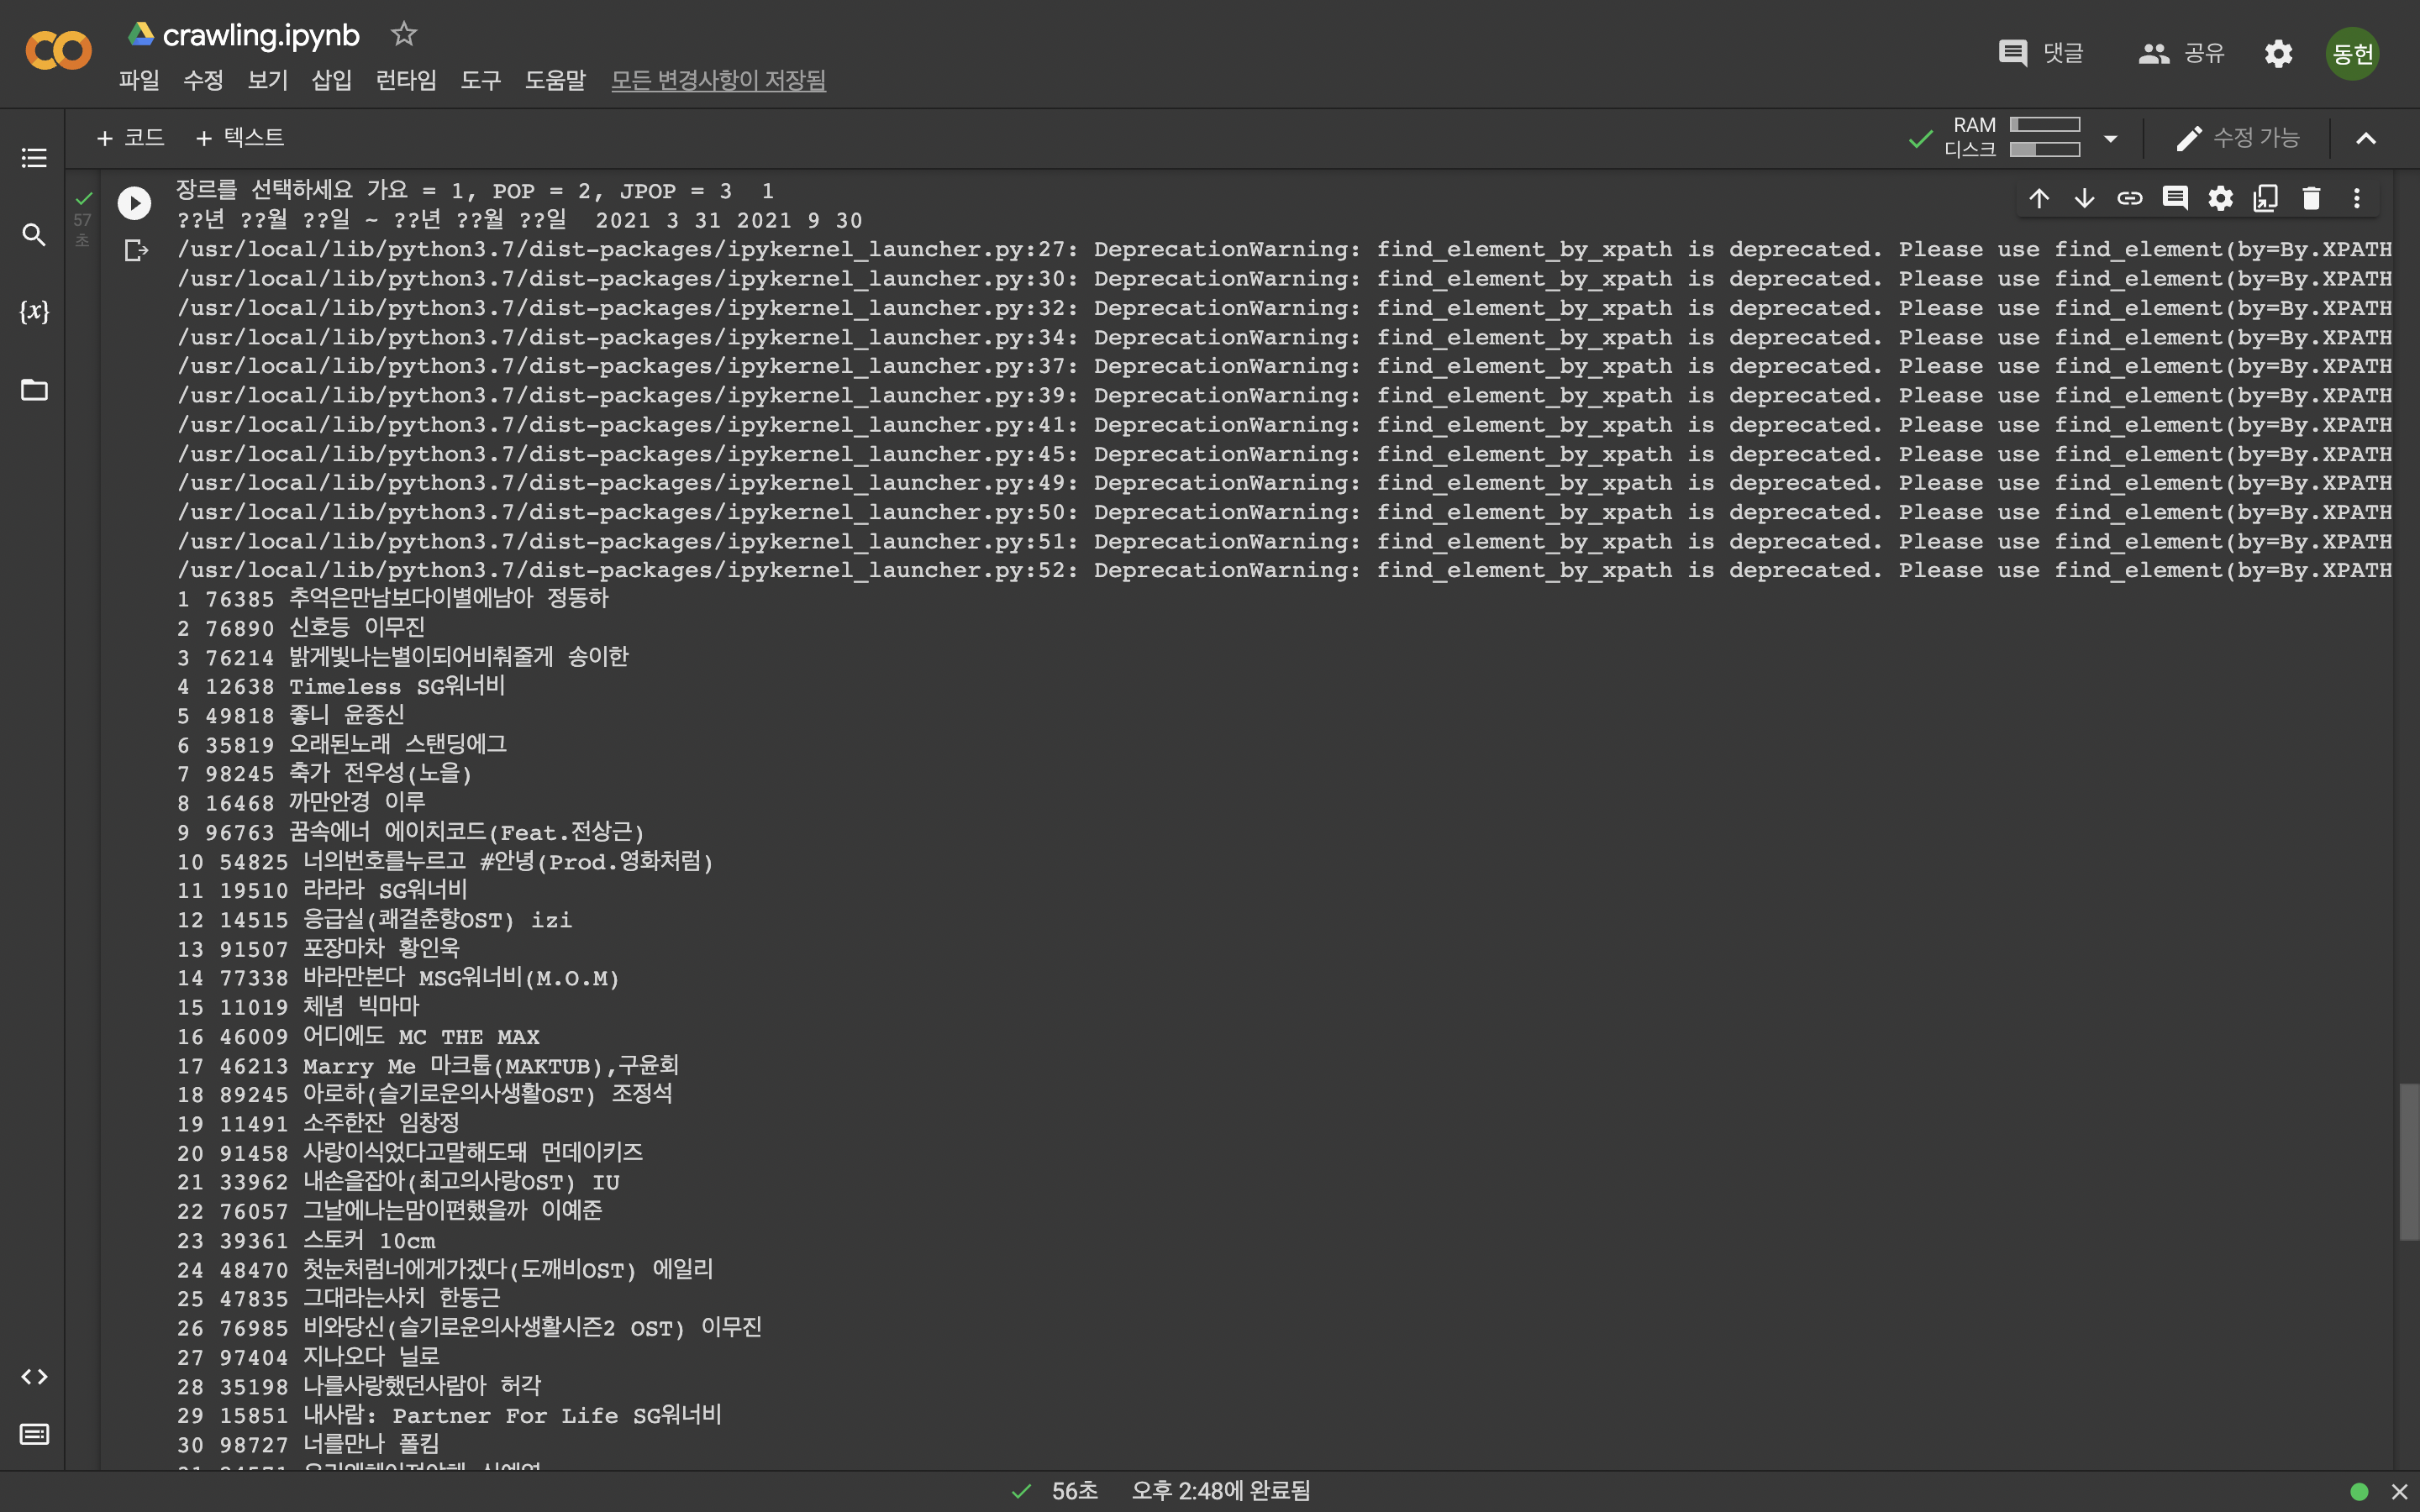 crawling.ipynb
댓글 공유 동헌
파일 수정 보기 삽입 런타임 도구 도움말 모든 변경사항이 저장됨
+ 코드 + 텍스트
RAM
디스크
수정 가능
57
초
{x}
장르를 선택하세요 가요 = 1, POP = 2, JPOP = 3  1
??년 ??월 ??일 ~ ??년 ??월 ??일  2021 3 31 2021 9 30
/usr/local/lib/python3.7/dist-packages/ipykernel_launcher.py:27: DeprecationWarning: find_element_by_xpath is deprecated. Please use find_element(by=By.XPATH
/usr/local/lib/python3.7/dist-packages/ipykernel_launcher.py:30: DeprecationWarning: find_element_by_xpath is deprecated. Please use find_element(by=By.XPATH
/usr/local/lib/python3.7/dist-packages/ipykernel_launcher.py:32: DeprecationWarning: find_element_by_xpath is deprecated. Please use find_element(by=By.XPATH
/usr/local/lib/python3.7/dist-packages/ipykernel_launcher.py:34: DeprecationWarning: find_element_by_xpath is deprecated. Please use find_element(by=By.XPATH
/usr/local/lib/python3.7/dist-packages/ipykernel_launcher.py:37: DeprecationWarning: find_element_by_xpath is deprecated. Please use find_element(by=By.XPATH
/usr/local/lib/python3.7/dist-packages/ipykernel_launcher.py:39: DeprecationWarning: find_element_by_xpath is deprecated. Please use find_element(by=By.XPATH
/usr/local/lib/python3.7/dist-packages/ipykernel_launcher.py:41: DeprecationWarning: find_element_by_xpath is deprecated. Please use find_element(by=By.XPATH
/usr/local/lib/python3.7/dist-packages/ipykernel_launcher.py:45: DeprecationWarning: find_element_by_xpath is deprecated. Please use find_element(by=By.XPATH
/usr/local/lib/python3.7/dist-packages/ipykernel_launcher.py:49: DeprecationWarning: find_element_by_xpath is deprecated. Please use find_element(by=By.XPATH
/usr/local/lib/python3.7/dist-packages/ipykernel_launcher.py:50: DeprecationWarning: find_element_by_xpath is deprecated. Please use find_element(by=By.XPATH
/usr/local/lib/python3.7/dist-packages/ipykernel_launcher.py:51: DeprecationWarning: find_element_by_xpath is deprecated. Please use find_element(by=By.XPATH
/usr/local/lib/python3.7/dist-packages/ipykernel_launcher.py:52: DeprecationWarning: find_element_by_xpath is deprecated. Please use find_element(by=By.XPATH
1 76385 추억은만남보다이별에남아 정동하
2 76890 신호등 이무진
3 76214 밝게빛나는별이되어비춰줄게 송이한
4 12638 Timeless SG워너비
5 49818 좋니 윤종신
6 35819 오래된노래 스탠딩에그
7 98245 축가 전우성(노을)
8 16468 까만안경 이루
9 96763 꿈속에너 에이치코드(Feat.전상근)
10 54825 너의번호를누르고 #안녕(Prod.영화처럼)
11 19510 라라라 SG워너비
12 14515 응급실(쾌걸춘향OST) izi
13 91507 포장마차 황인욱
14 77338 바라만본다 MSG워너비(M.O.M)
15 11019 체념 빅마마
16 46009 어디에도 MC THE MAX
17 46213 Marry Me 마크툽(MAKTUB),구윤회
18 89245 아로하(슬기로운의사생활OST) 조정석
19 11491 소주한잔 임창정
20 91458 사랑이식었다고말해도돼 먼데이키즈
21 33962 내손을잡아(최고의사랑OST) IU
22 76057 그날에나는맘이편했을까 이예준
23 39361 스토커 10cm
24 48470 첫눈처럼너에게가겠다(도깨비OST) 에일리
25 47835 그대라는사치 한동근
26 76985 비와당신(슬기로운의사생활시즌2 OST) 이무진
27 97404 지나오다 닐로
28 35198 나를사랑했던사람아 허각
29 15851 내사람: Partner For Life SG워너비
30 98727 너를만나 폴킴
56초 오후 2:48에 완료됨